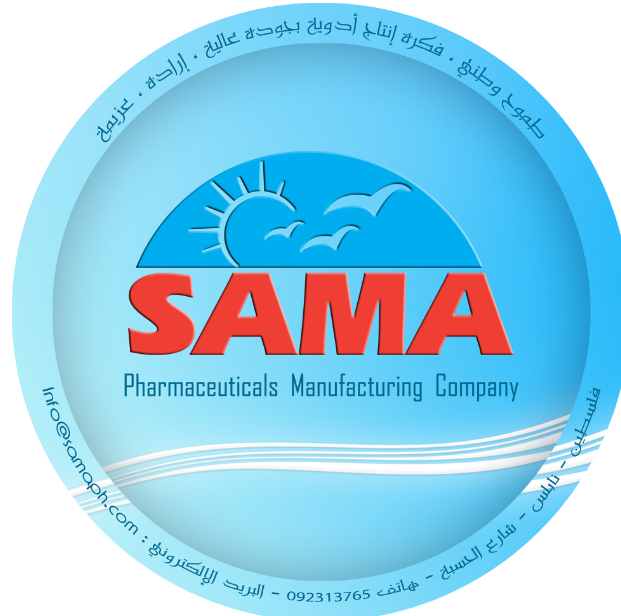 طموح وطني ، فكرة إنتاج أدوية بجودة عالية ، إرادة ، عزيمة
SAMA
Pharmaceuticals Manufacturing Company
فلسطين - نابلس - شارع الحسبة - هاتف 092313765 - البريد الإلكتروني : Info@samaph.com